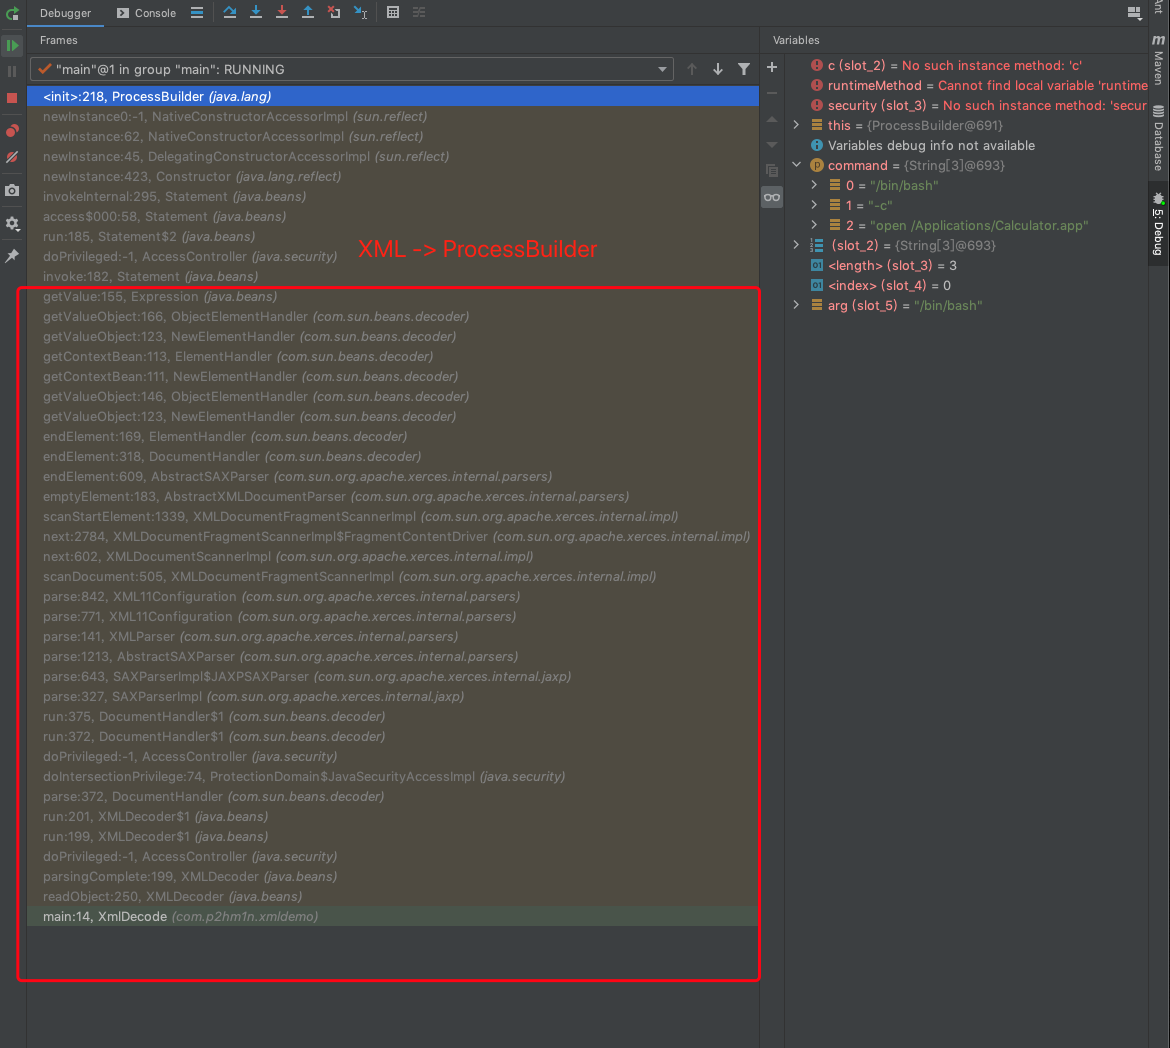 Debugger
Console
Frames
"main"@1 in group "main": RUNNING
<init>:218, ProcessBuilder (java.lang)
newInstance0:-1, NativeConstructorAccessorImpl (sun.reflect)
newInstance:62, NativeConstructorAccessorImpl (sun.reflect)
newInstance:45, DelegatingConstructorAccessorImpl (sun.reflect)
newInstance:423, Constructor (java.lang.reflect)
invokeInternal:295, Statement (java.beans)
access$000:58, Statement (java.beans)
run:185, Statement$2 (java.beans)
doPrivileged:-1, AccessController (java.security)
invoke:182, Statement (java.beans)
XML -> ProcessBuilder
getValue:155, Expression (java.beans)
getValueObject:166, ObjectElementHandler (com.sun.beans.decoder)
getValueObject:123, NewElementHandler (com.sun.beans.decoder)
getContextBean:113, ElementHandler (com.sun.beans.decoder)
getContextBean:111, NewElementHandler (com.sun.beans.decoder)
getValueObject:146, ObjectElementHandler (com.sun.beans.decoder)
getValueObject:123, NewElementHandler (com.sun.beans.decoder)
endElement:169, ElementHandler (com.sun.beans.decoder)
endElement:318, DocumentHandler (com.sun.beans.decoder)
endElement:609, AbstractSAXParser (com.sun.org.apache.xerces.internal.parsers)
emptyElement:183, AbstractXMLDocumentParser (com.sun.org.apache.xerces.internal.parsers)
scanStartElement:1339, XMLDocumentFragmentScannerImpl (com.sun.org.apache.xerces.internal.impl)
next:2784, XMLDocumentFragmentScannerImpl$FragmentContentDriver (com.sun.org.apache.xerces.internal.impl)
next:602, XMLDocumentScannerImpl (com.sun.org.apache.xerces.internal.impl)
scanDocument:505, XMLDocumentFragmentScannerImpl (com.sun.org.apache.xerces.internal.impl)
parse:842, XML11Configuration (com.sun.org.apache.xerces.internal.parsers)
parse:771, XML11Configuration (com.sun.org.apache.xerces.internal.parsers)
parse:141, XMLParser (com.sun.org.apache.xerces.internal.parsers)
parse:1213, AbstractSAXParser (com.sun.org.apache.xerces.internal.parsers)
parse:643, SAXParserImpl$JAXPSAXParser (com.sun.org.apache.xerces.internal.jaxp)
parse:327, SAXParserImpl (com.sun.org.apache.xerces.internal.jaxp)
run:375, DocumentHandler$1 (com.sun.beans.decoder)
run:372, DocumentHandler$1 (com.sun.beans.decoder)
doPrivileged:-1, AccessController (java.security)
doIntersectionPrivilege:74, ProtectionDomain$JavaSecurityAccessImpl (java.security)
parse:372, DocumentHandler (com.sun.beans.decoder)
run:201, XMLDecoder$1 (java.beans)
run:199, XMLDecoder$1 (java.beans)
doPrivileged:-1, AccessController (java.security)
parsingComplete:199, XMLDecoder (java.beans)
readObject:250, XMLDecoder (java.beans)
main:14, XmlDecode (com.p2hm1n.xmldemo)
Variables
c (slot_2) = No such instance method: 'c'
runtimeMethod = Cannot find local variable 'runtime
security (slot_3) = No such instance method: 'secur
this = {ProcessBuilder@691}
Variables debug info not available
command = {String[3]@693}
0 = "/bin/bash"
1 = "-c"
2 = "open /Applications/Calculator.app"
(slot_2) = {String[3]@693}
<length> (slot_3) = 3
<index> (slot_4) = 0
arg (slot_5) = "/bin/bash"
Ant
Maven
Database
5: Debug